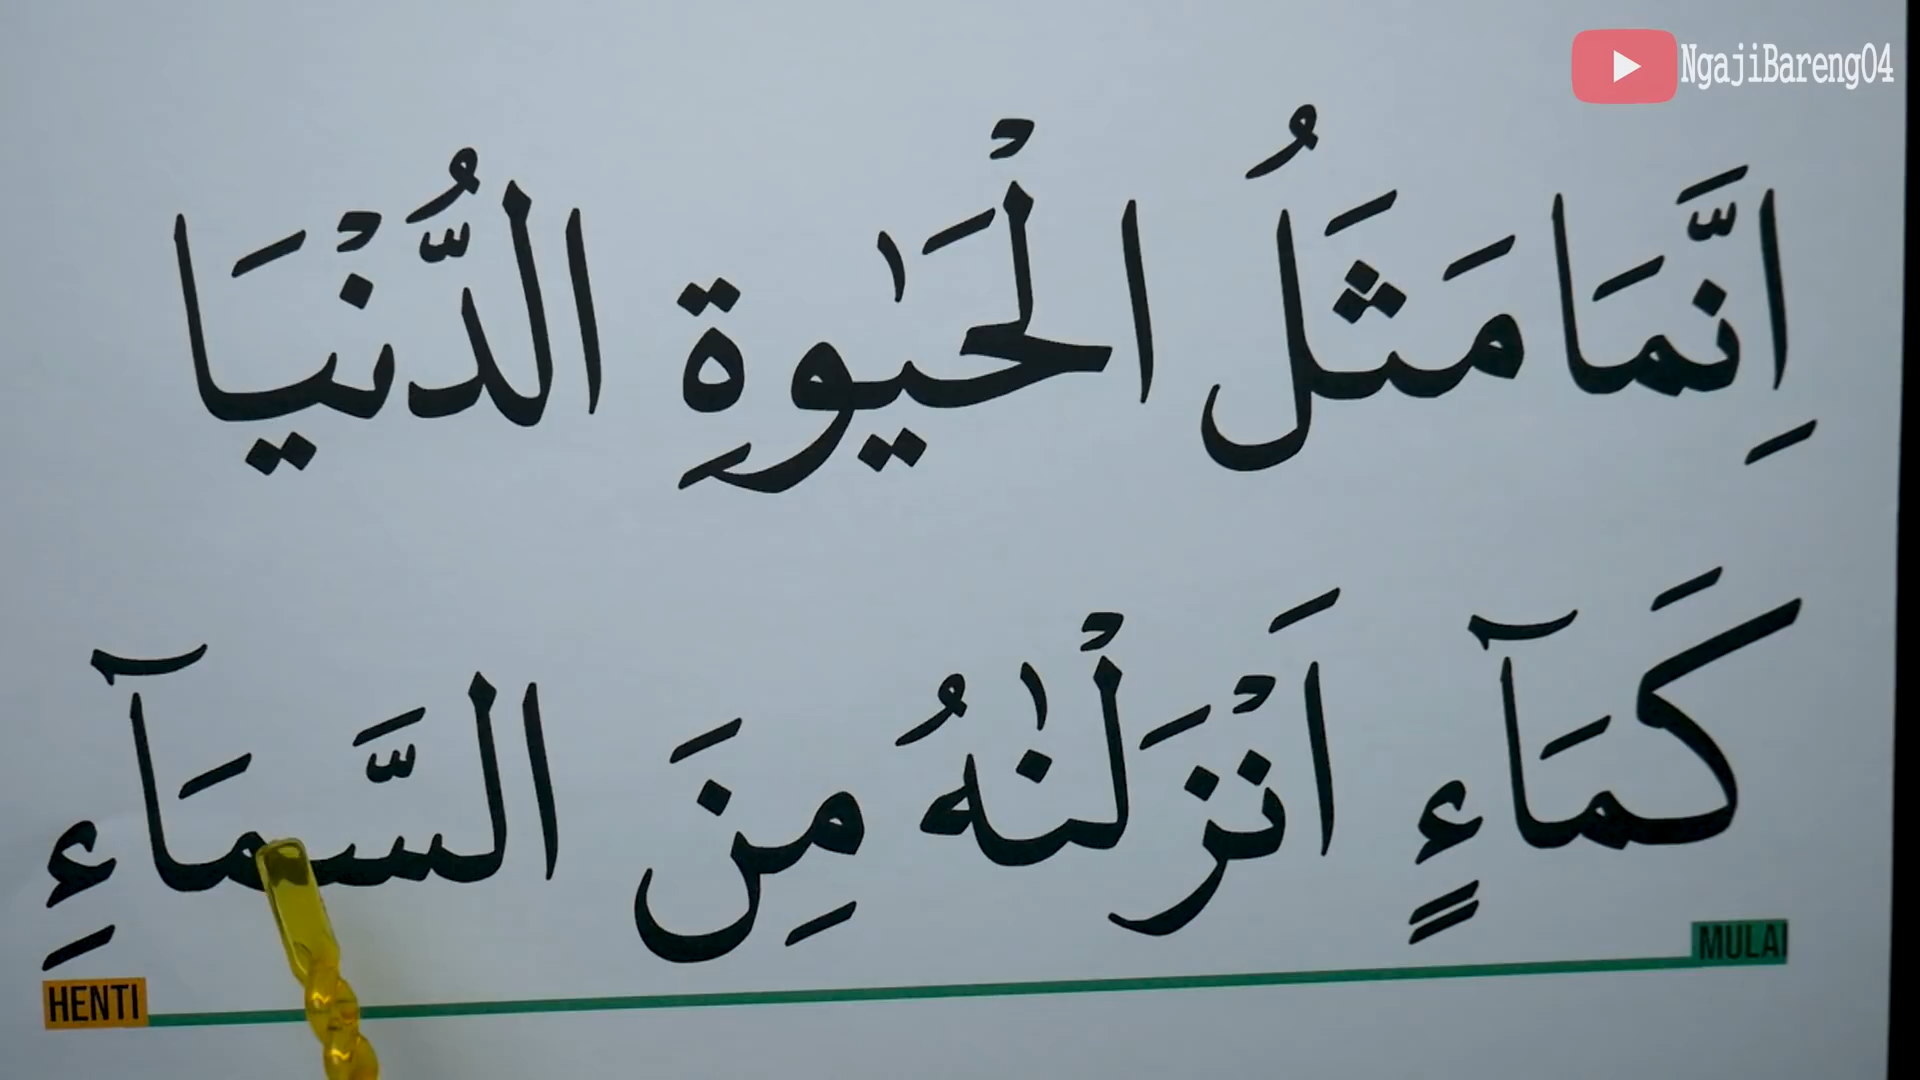 NgajiBareng04
اِنَّمَا مَثَلُ الْحَيٰوةِ الدُّنْيَا
كَمَآءٍ اَنْزَلْنٰهُ مِنَ السَّمَآءِ
MULAI
HENTI